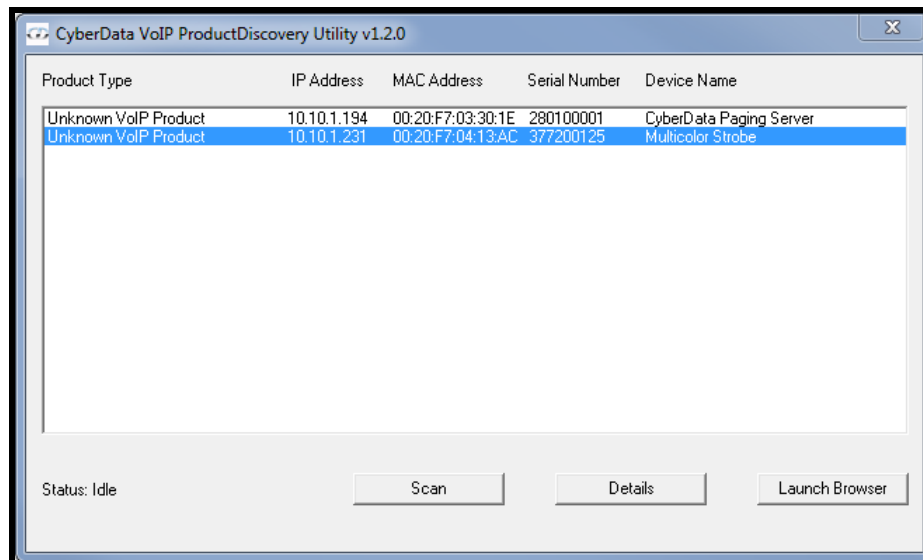 CyberData VoIP ProductDiscovery Utility v1.2.0
Product Type IP Address MAC Address Serial Number Device Name
Unknown VoIP Product 10.10.1.194 00:20:F7:03:30:1E 280100001 CyberData Paging Server
Unknown VoIP Product 10.10.1.231 00:20:F7:04:13:AC 377200125 Multicolor Strobe
Status: Idle Scan Details Launch Browser